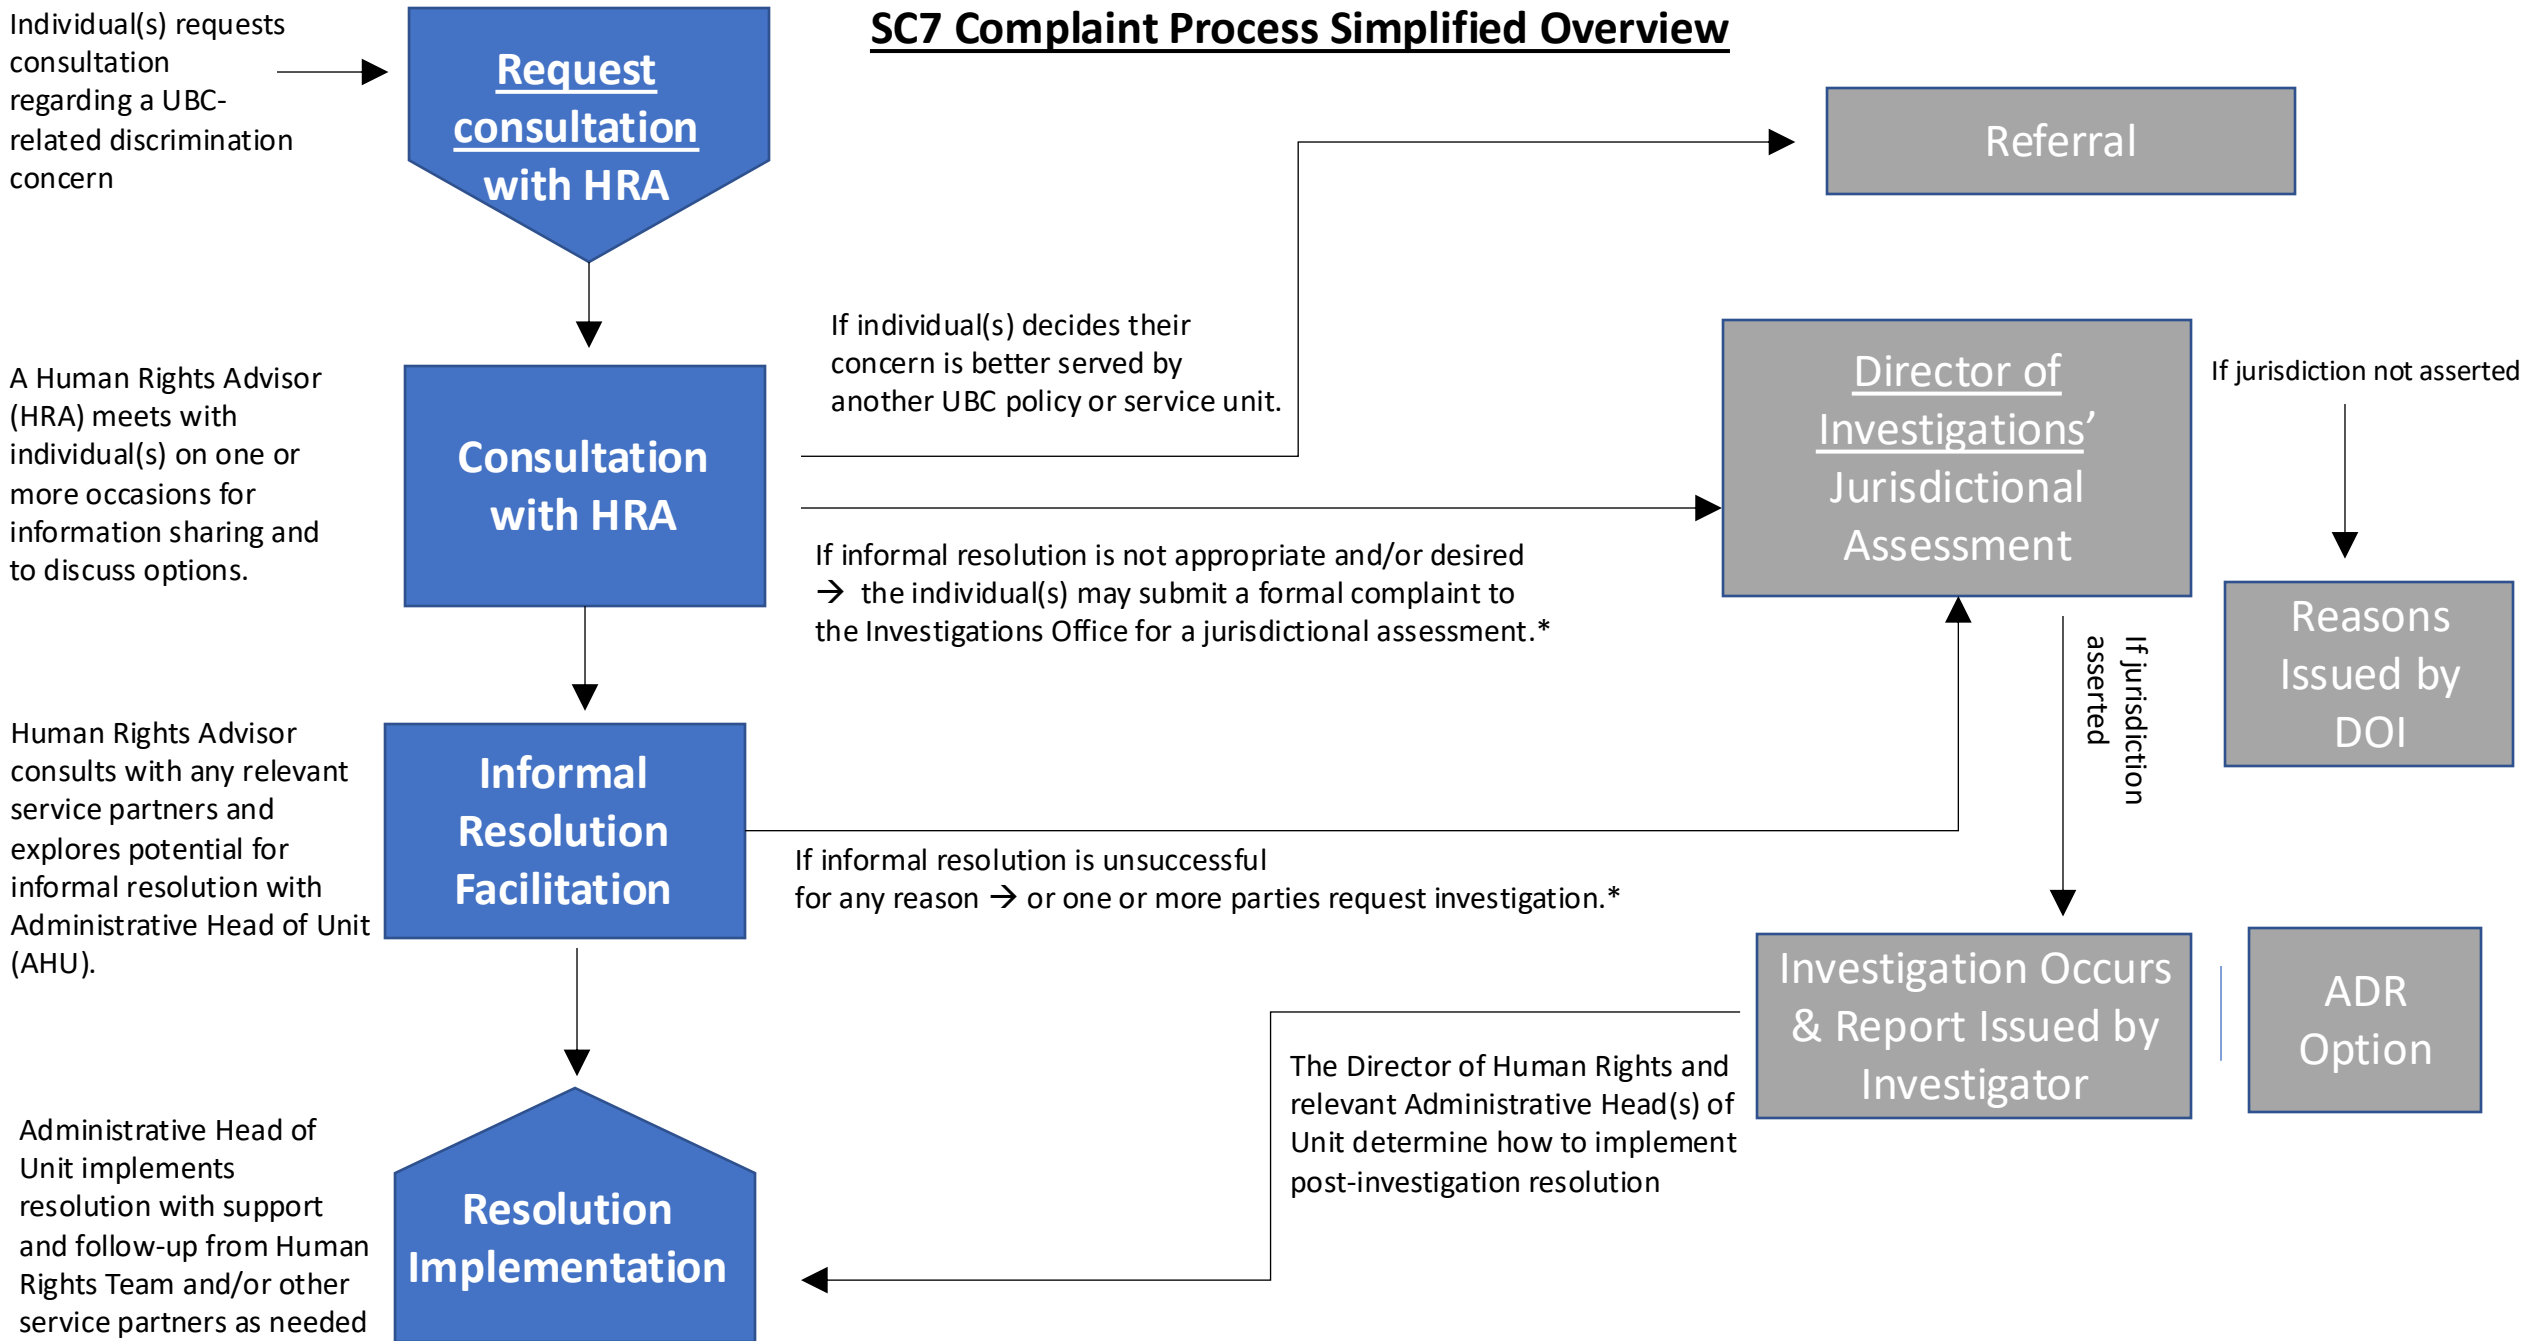 SC7 Complaint Process Simplified Overview
Individual(s) requests
consultation
regarding a UBC-
related discrimination
concern
Request
consultation
with HRA
Referral
If individual(s) decides their
concern is better served by
another UBC policy or service unit.
A Human Rights Advisor
(HRA) meets with
individual(s) on one or
more occasions for
information sharing and
to discuss options.
Consultation
with HRA
Director of
Investigations’
Jurisdictional
Assessment
If jurisdiction not asserted
If informal resolution is not appropriate and/or desired
→ the individual(s) may submit a formal complaint to
the Investigations Office for a jurisdictional assessment.*
Reasons
Issued by
DOI
If jurisdiction
asserted
Human Rights Advisor
consults with any relevant
service partners and
explores potential for
informal resolution with
Administrative Head of Unit
(AHU).
Informal
Resolution
Facilitation
If informal resolution is unsuccessful
for any reason → or one or more parties request investigation.*
Investigation Occurs
& Report Issued by
Investigator
ADR
Option
The Director of Human Rights and
relevant Administrative Head(s) of
Unit determine how to implement
post-investigation resolution
Administrative Head of
Unit implements
resolution with support
and follow-up from Human
Rights Team and/or other
service partners as needed
Resolution
Implementation